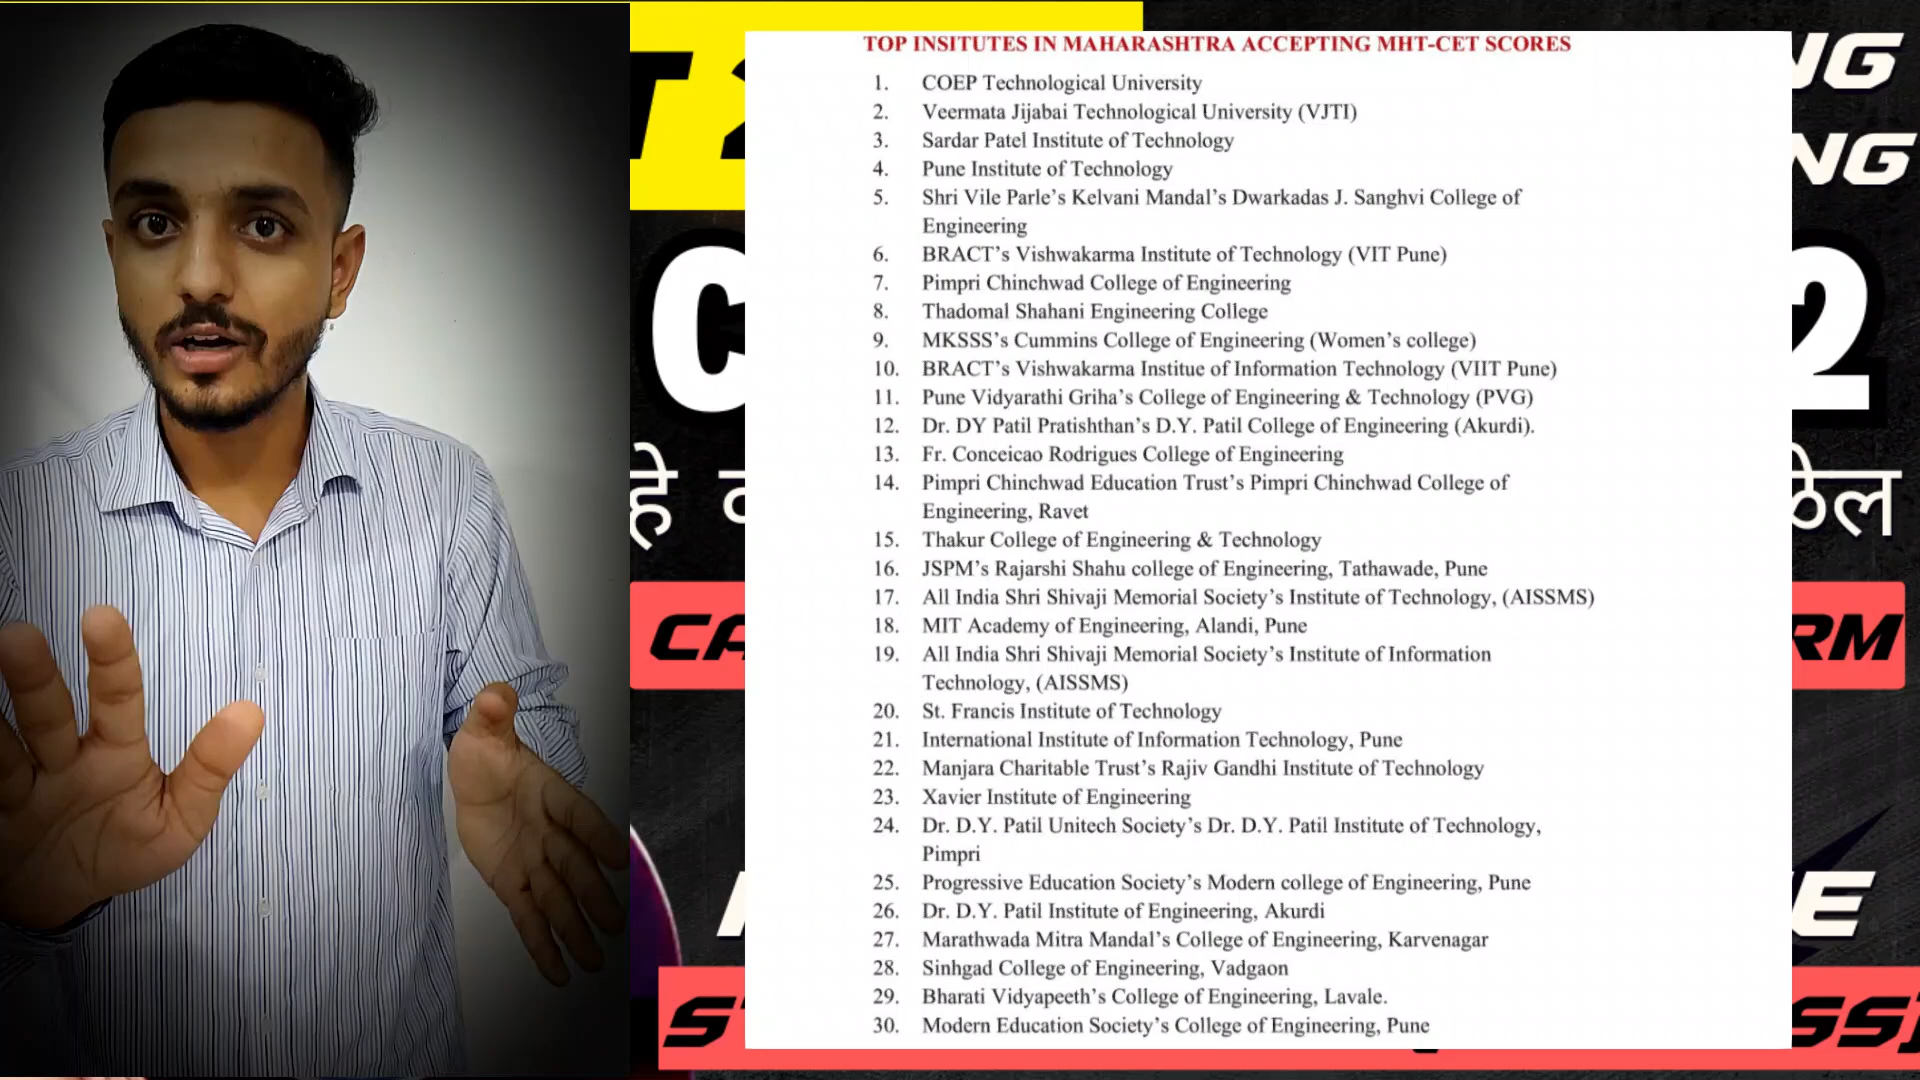 TOP INSITUTES IN MAHARASHTRA ACCEPTING MHT-CET SCORES
1. COEP Technological University
2. Veermata Jijabai Technological University (VJTI)
3. Sardar Patel Institute of Technology
4. Pune Institute of Technology
5. Shri Vile Parle's Kelvani Mandal's Dwarkadas J. Sanghvi College of
Engineering
6. BRACT's Vishwakarma Institute of Technology (VIT Pune)
7. Pimpri Chinchwad College of Engineering
8. Thadomal Shahani Engineering College
9. MKSSS's Cummins College of Engineering (Women's college)
10. BRACT's Vishwakarma Institue of Information Technology (VIIT Pune)
11. Pune Vidyarathi Griha's College of Engineering & Technology (PVG)
12. Dr. DY Patil Pratishthan's D.Y. Patil College of Engineering (Akurdi).
13. Fr. Conceicao Rodrigues College of Engineering
14. Pimpri Chinchwad Education Trust's Pimpri Chinchwad College of
Engineering, Ravet
15. Thakur College of Engineering & Technology
16. JSPM's Rajarshi Shahu college of Engineering, Tathawade, Pune
17. All India Shri Shivaji Memorial Society's Institute of Technology, (AISSMS)
18. MIT Academy of Engineering, Alandi, Pune
19. All India Shri Shivaji Memorial Society's Institute of Information
Technology, (AISSMS)
20. St. Francis Institute of Technology
21. International Institute of Information Technology, Pune
22. Manjara Charitable Trust's Rajiv Gandhi Institute of Technology
23. Xavier Institute of Engineering
24. Dr. D.Y. Patil Unitech Society's Dr. D.Y. Patil Institute of Technology,
Pimpri
25. Progressive Education Society's Modern college of Engineering, Pune
26. Dr. D.Y. Patil Institute of Engineering, Akurdi
27. Marathwada Mitra Mandal's College of Engineering, Karvenagar
28. Sinhgad College of Engineering, Vadgaon
29. Bharati Vidyapeeth's College of Engineering, Lavale.
30. Modern Education Society's College of Engineering, Pune